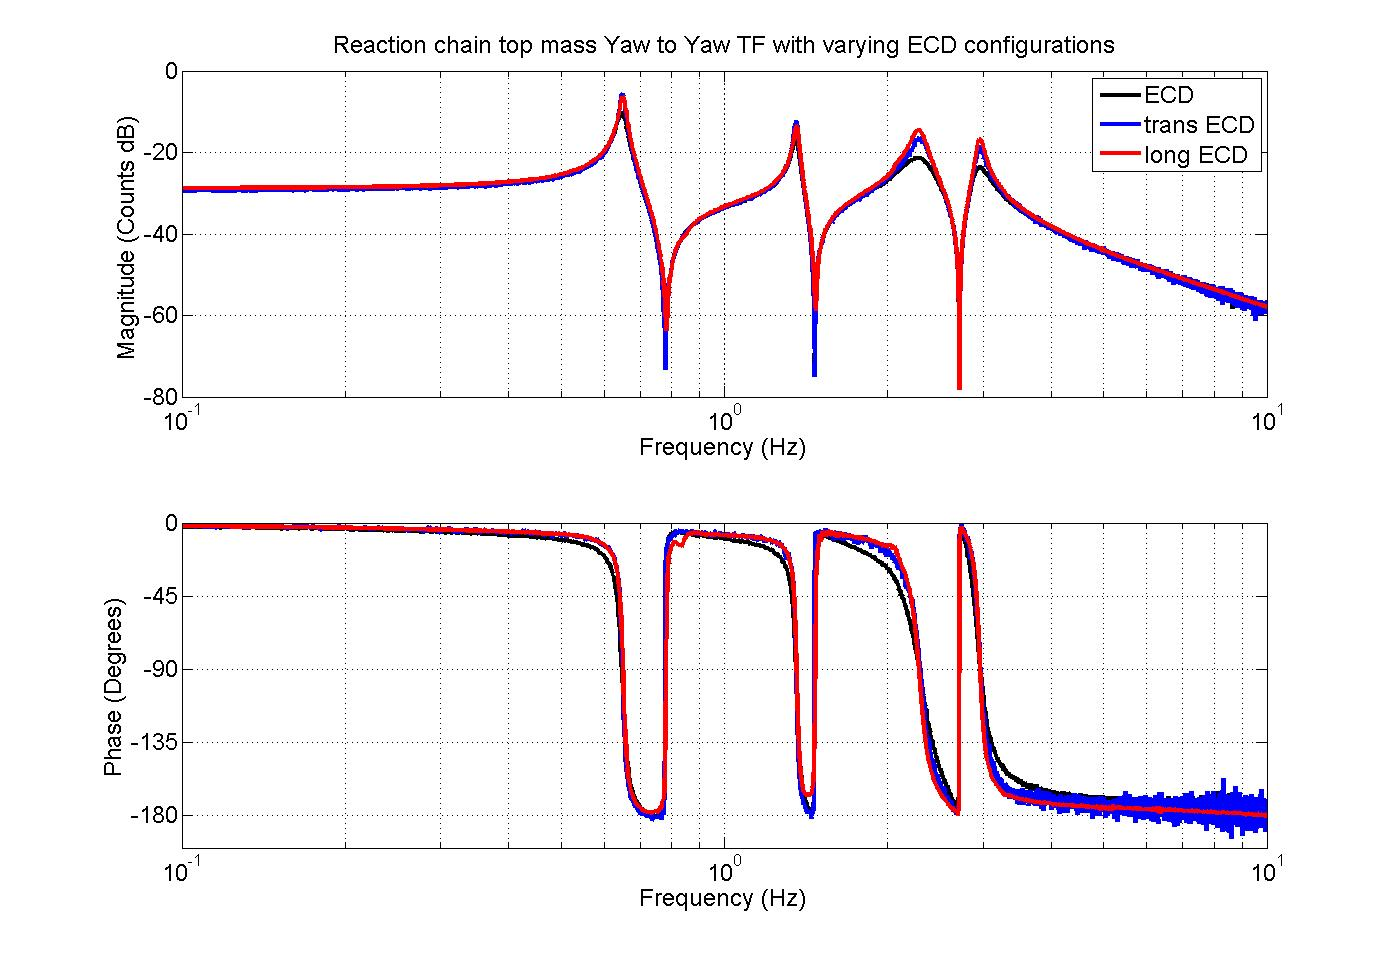 Reaction chain top mass Yaw to Yaw TF with varying ECD configurations
0
-20
-40
-60
-80
Magnitude (Counts dB)
ECD
trans ECD
long ECD
10^-1
10^0
10^1
Frequency (Hz)
0
-45
-90
-135
-180
Phase (Degrees)
10^-1
10^0
10^1
Frequency (Hz)